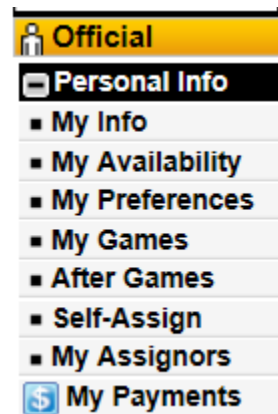 Official
Personal Info
My Info
My Availability
My Preferences
My Games
After Games
Self-Assign
My Assignors
$ My Payments